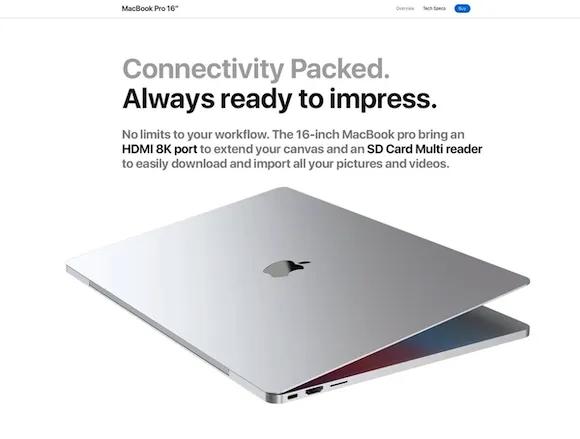 MacBook Pro 16"
Overview Tech Specs Buy
Connectivity Packed.
Always ready to impress.
No limits to your workflow. The 16-inch MacBook pro bring an
HDMI 8K port to extend your canvas and an SD Card Multi reader
to easily download and import all your pictures and videos.